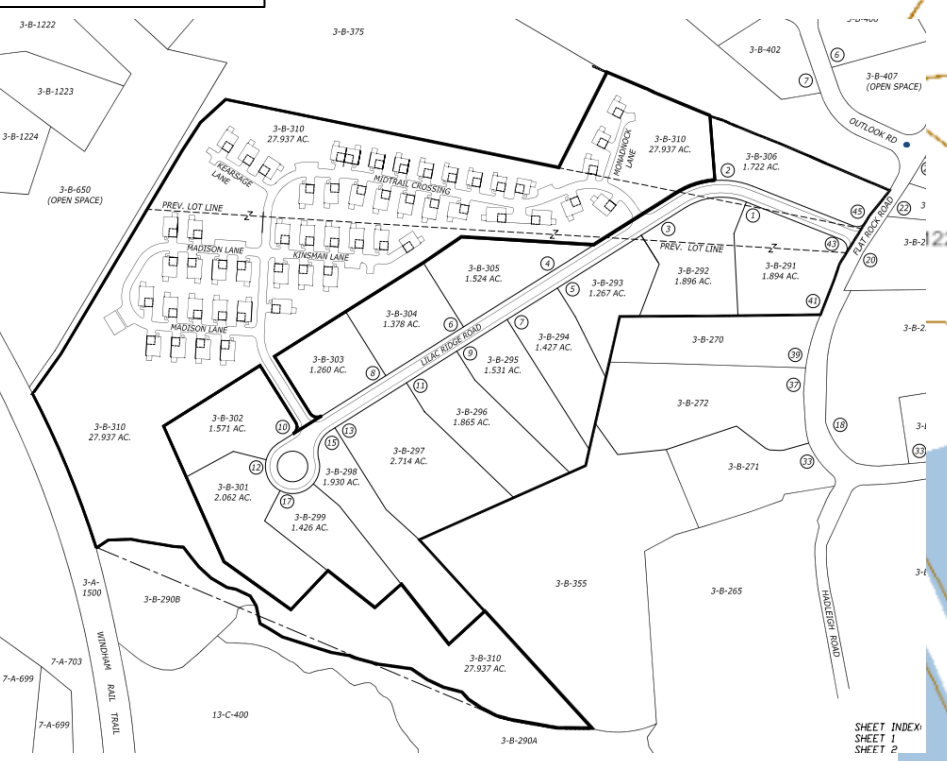 3-B-1222
3-B-375
3-B-402
6
7
3-B-407
(OPEN SPACE)
3-B-1223
3-B-1224
3-B-650
(OPEN SPACE)
OUTLOOK RD
3-B-310
27.937 AC.
3-B-310
27.937 AC.
3-B-306
1.722 AC.
MONADNOCK
LANE
KEARSAGE
LANE
MIDTRAIL CROSSING
2
PREV. LOT LINE
1
45
22
FLAT ROCK ROAD
3
43
PREV. LOT LINE
20
MADISON LANE
KINSMAN LANE
3-B-305
1.524 AC.
4
3-B-292
1.896 AC.
3-B-291
1.894 AC.
3-B-293
1.267 AC.
5
41
3-B-304
1.378 AC.
6
7
MADISON LANE
3-B-294
1.427 AC.
3-B-270
LILAC RIDGE ROAD
9
39
3-B-303
1.260 AC.
8
3-B-295
1.531 AC.
11
37
3-B-272
3-B-296
1.865 AC.
3-B-302
1.571 AC.
10
3-B-310
27.937 AC.
13
15
18
3-B-297
2.714 AC.
33
33
12
3-B-298
1.930 AC.
3-B-271
3-B-301
2.062 AC.
17
3-B-299
1.426 AC.
3-A-
1500
3-B-290B
3-B-355
3-B-265
HADLEIGH ROAD
WINDHAM RAIL TRAIL
7-A-703
7-A-699
3-B-310
27.937 AC.
7-A-699
13-C-400
3-B-290A
SHEET INDEX:
SHEET 1
SHEET 2